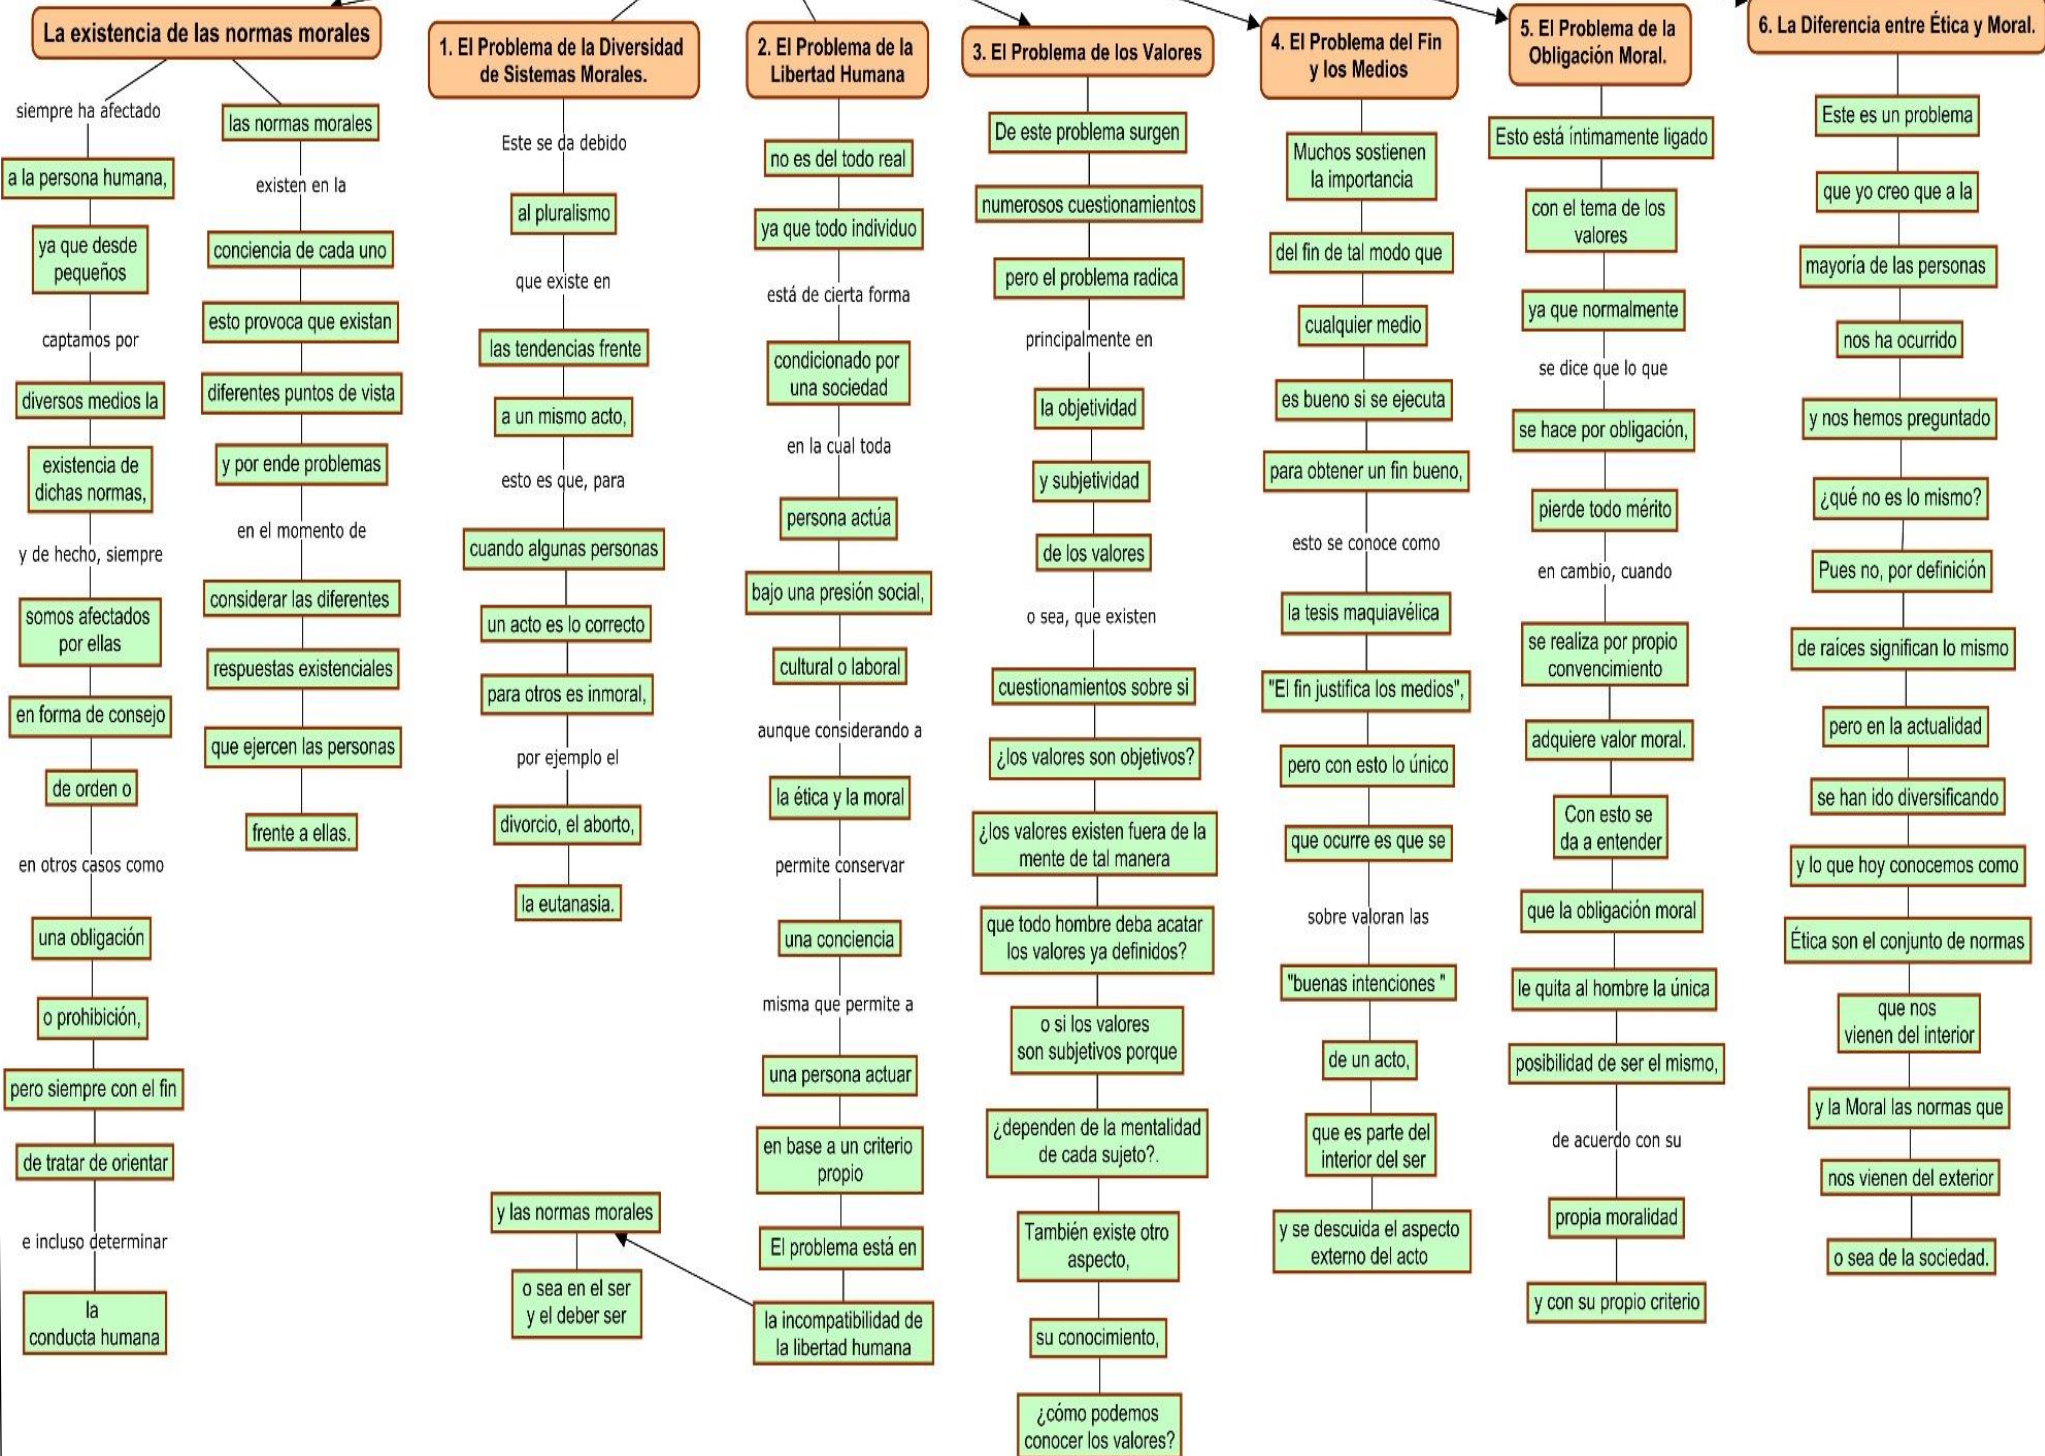 La existencia de las normas morales
siempre ha afectado
a la persona humana,
ya que desde
pequeños
captamos por
diversos medios la
existencia de
dichas normas,
y de hecho, siempre
somos afectados
por ellas
en forma de consejo
de orden o
en otros casos como
una obligación
o prohibición,
pero siempre con el fin
de tratar de orientar
e incluso determinar
la
conducta humana
las normas morales
existen en la
conciencia de cada uno
esto provoca que existan
diferentes puntos de vista
y por ende problemas
en el momento de
considerar las diferentes
respuestas existenciales
que ejercen las personas
frente a ellas.
1. El Problema de la Diversidad
de Sistemas Morales.
Este se da debido
al pluralismo
que existe en
las tendencias frente
a un mismo acto,
esto es que, para
cuando algunas personas
un acto es lo correcto
para otros es inmoral,
por ejemplo el
divorcio, el aborto,
la eutanasia.
2. El Problema de la
Libertad Humana
no es del todo real
ya que todo individuo
está de cierta forma
condicionado por
una sociedad
en la cual toda
persona actúa
bajo una presión social,
cultural o laboral
aunque considerando a
la ética y la moral
permite conservar
una conciencia
misma que permite a
una persona actuar
en base a un criterio
propio
El problema está en
la incompatibilidad de
la libertad humana
y las normas morales
o sea en el ser
y el deber ser
3. El Problema de los Valores
De este problema surgen
numerosos cuestionamientos
pero el problema radica
principalmente en
la objetividad
y subjetividad
de los valores
o sea, que existen
cuestionamientos sobre si
¿los valores son objetivos?
¿los valores existen fuera de la
mente de tal manera
que todo hombre deba acatar
los valores ya definidos?
o si los valores
son subjetivos porque
¿dependen de la mentalidad
de cada sujeto?.
También existe otro
aspecto,
su conocimiento,
¿cómo podemos
conocer los valores?
4. El Problema del Fin
y los Medios
Muchos sostienen
la importancia
del fin de tal modo que
cualquier medio
es bueno si se ejecuta
para obtener un fin bueno,
esto se conoce como
la tesis maquiavélica
"El fin justifica los medios",
pero con esto lo único
que ocurre es que se
sobre valoran las
"buenas intenciones "
de un acto,
que es parte del
interior del ser
y se descuida el aspecto
externo del acto
5. El Problema de la
Obligación Moral.
Esto está íntimamente ligado
con el tema de los
valores
ya que normalmente
se dice que lo que
se hace por obligación,
pierde todo mérito
en cambio, cuando
se realiza por propio
convencimiento
adquiere valor moral.
Con esto se
da a entender
que la obligación moral
le quita al hombre la única
posibilidad de ser el mismo,
de acuerdo con su
propia moralidad
y con su propio criterio
6. La Diferencia entre Ética y Moral.
Este es un problema
que yo creo que a la
mayoría de las personas
nos ha ocurrido
y nos hemos preguntado
¿qué no es lo mismo?
Pues no, por definición
de raíces significan lo mismo
pero en la actualidad
se han ido diversificando
y lo que hoy conocemos como
Ética son el conjunto de normas
que nos
vienen del interior
y la Moral las normas que
nos vienen del exterior
o sea de la sociedad.